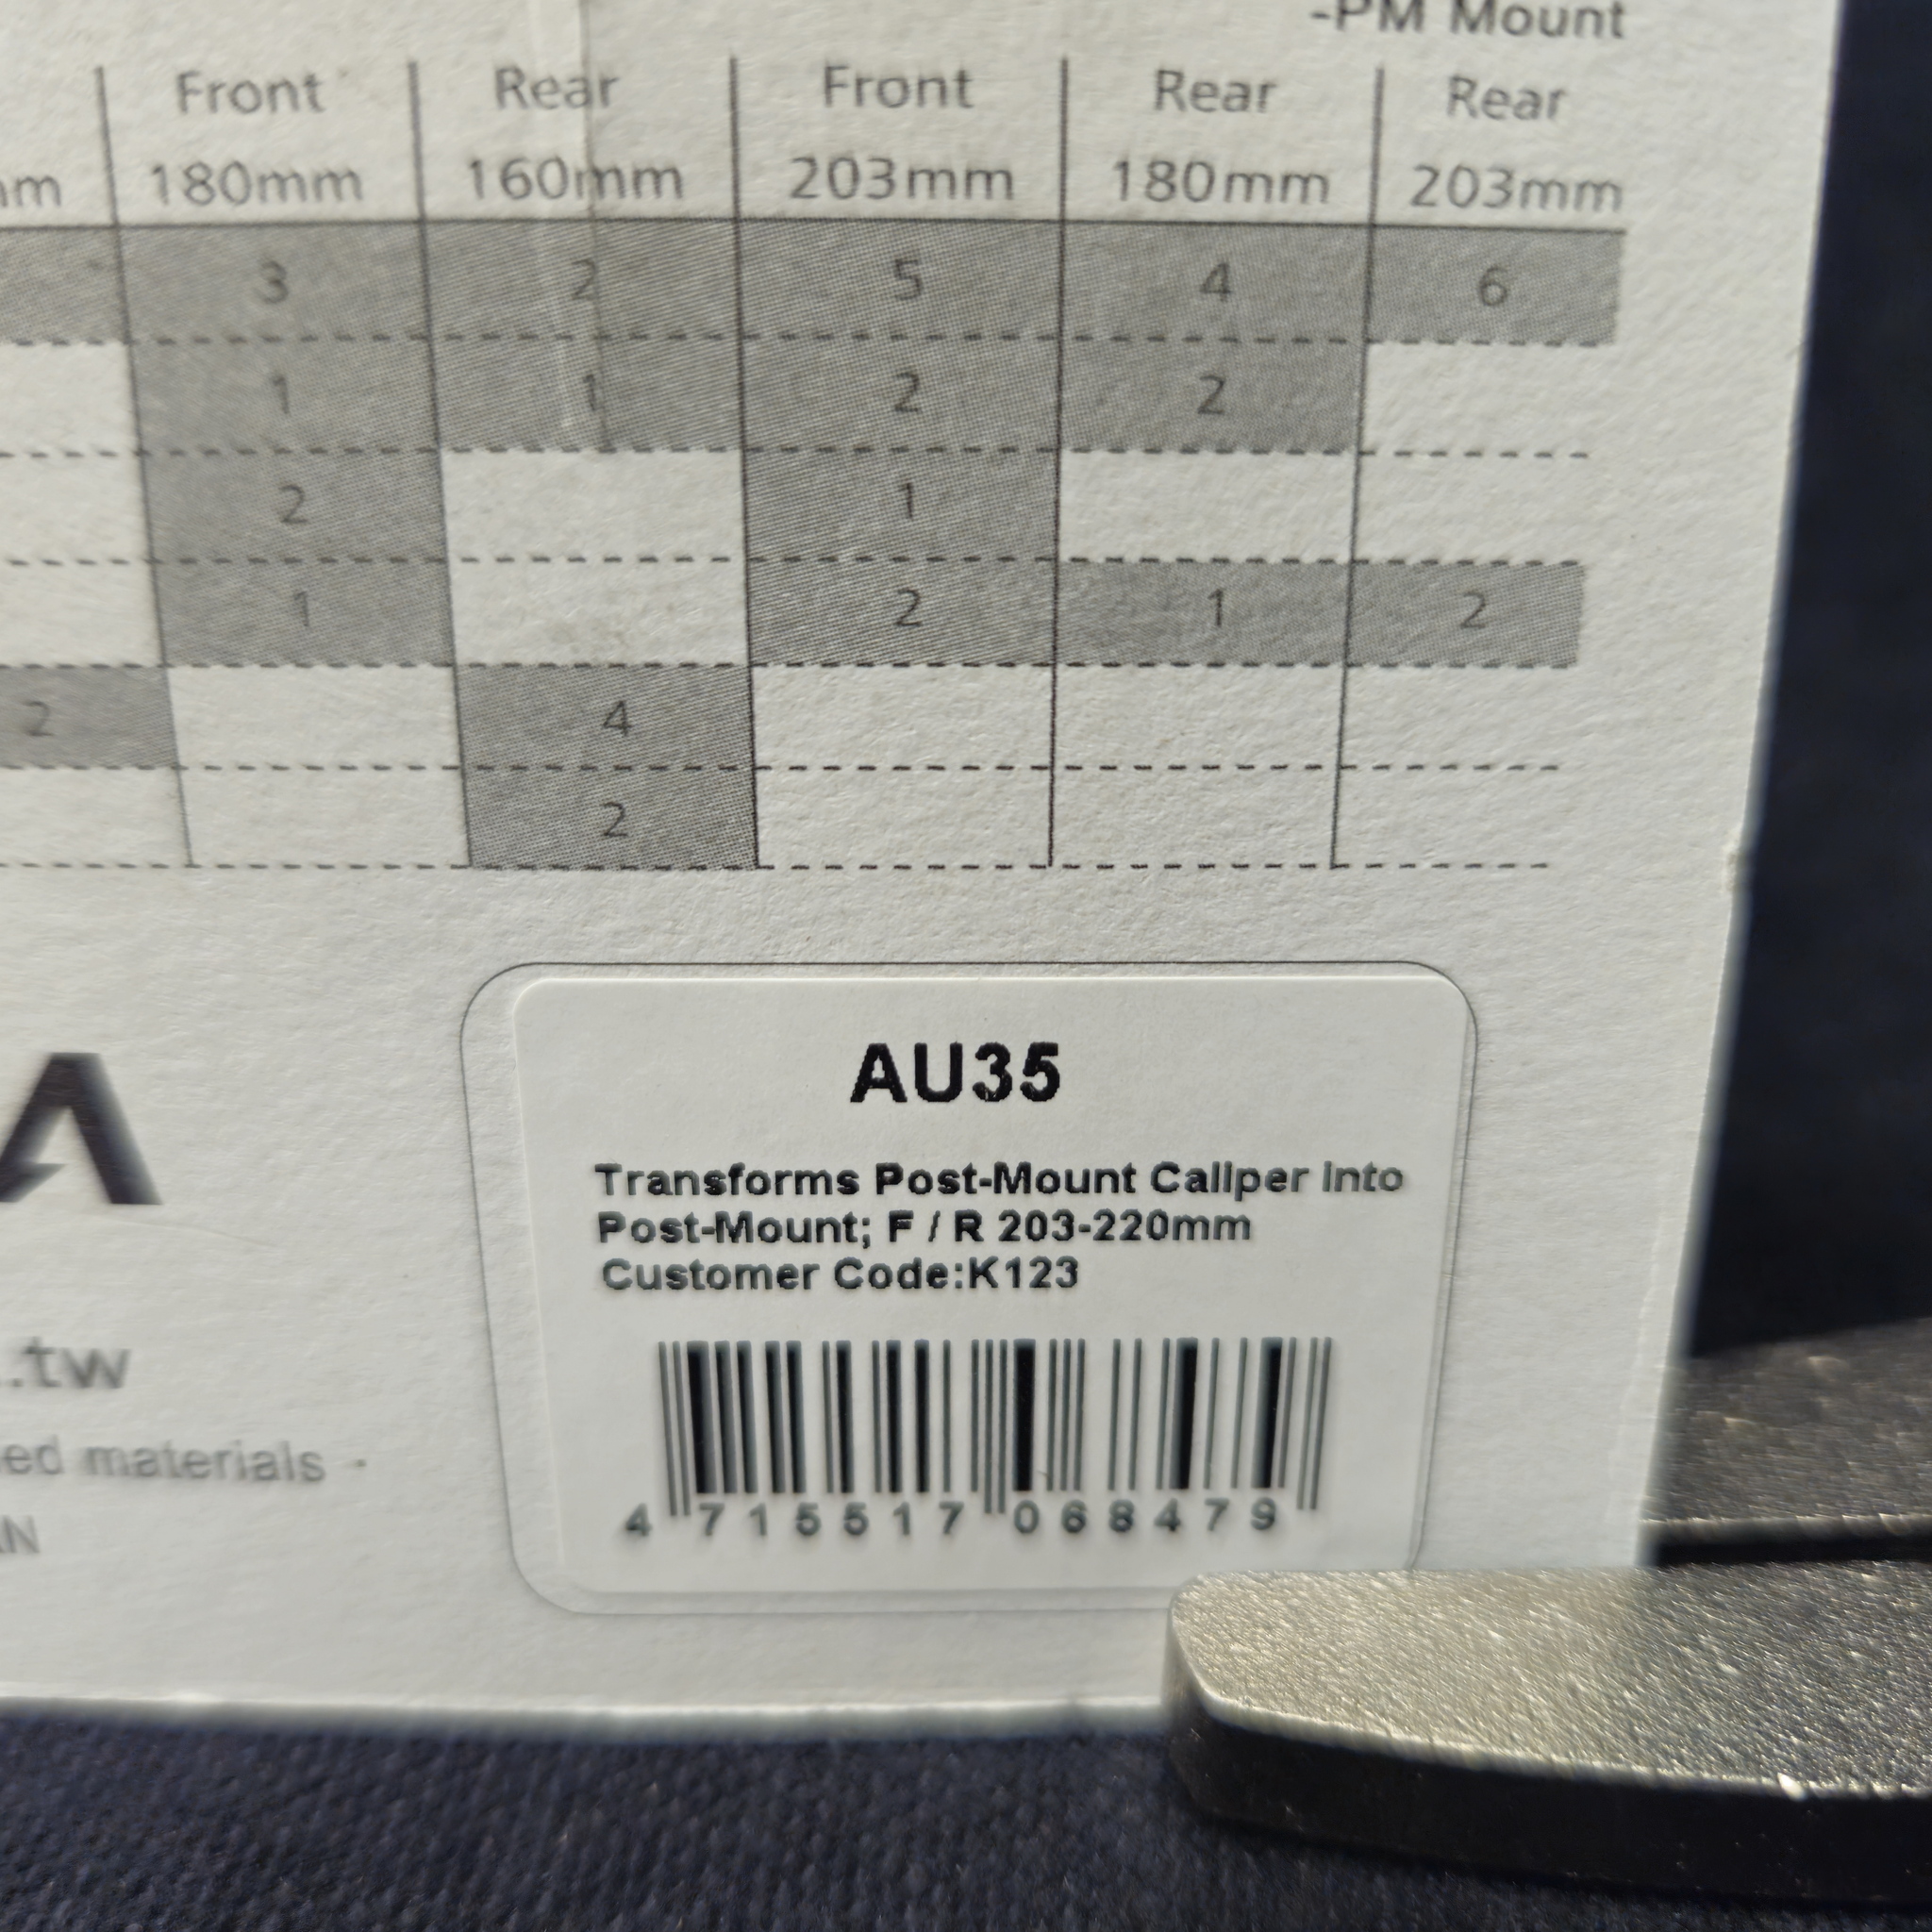 -PM Mount
Front Rear Front Rear Rear
180mm 160mm 203mm 180mm 203mm
3 2 5 4 6
1 1 2 2
2 1
1 2 1 2
2 4
2
AU35
Transforms Post-Mount Caliper Into
Post-Mount; F / R 203-220mm
Customer Code:K123
.tw
materials
4 715517 068479